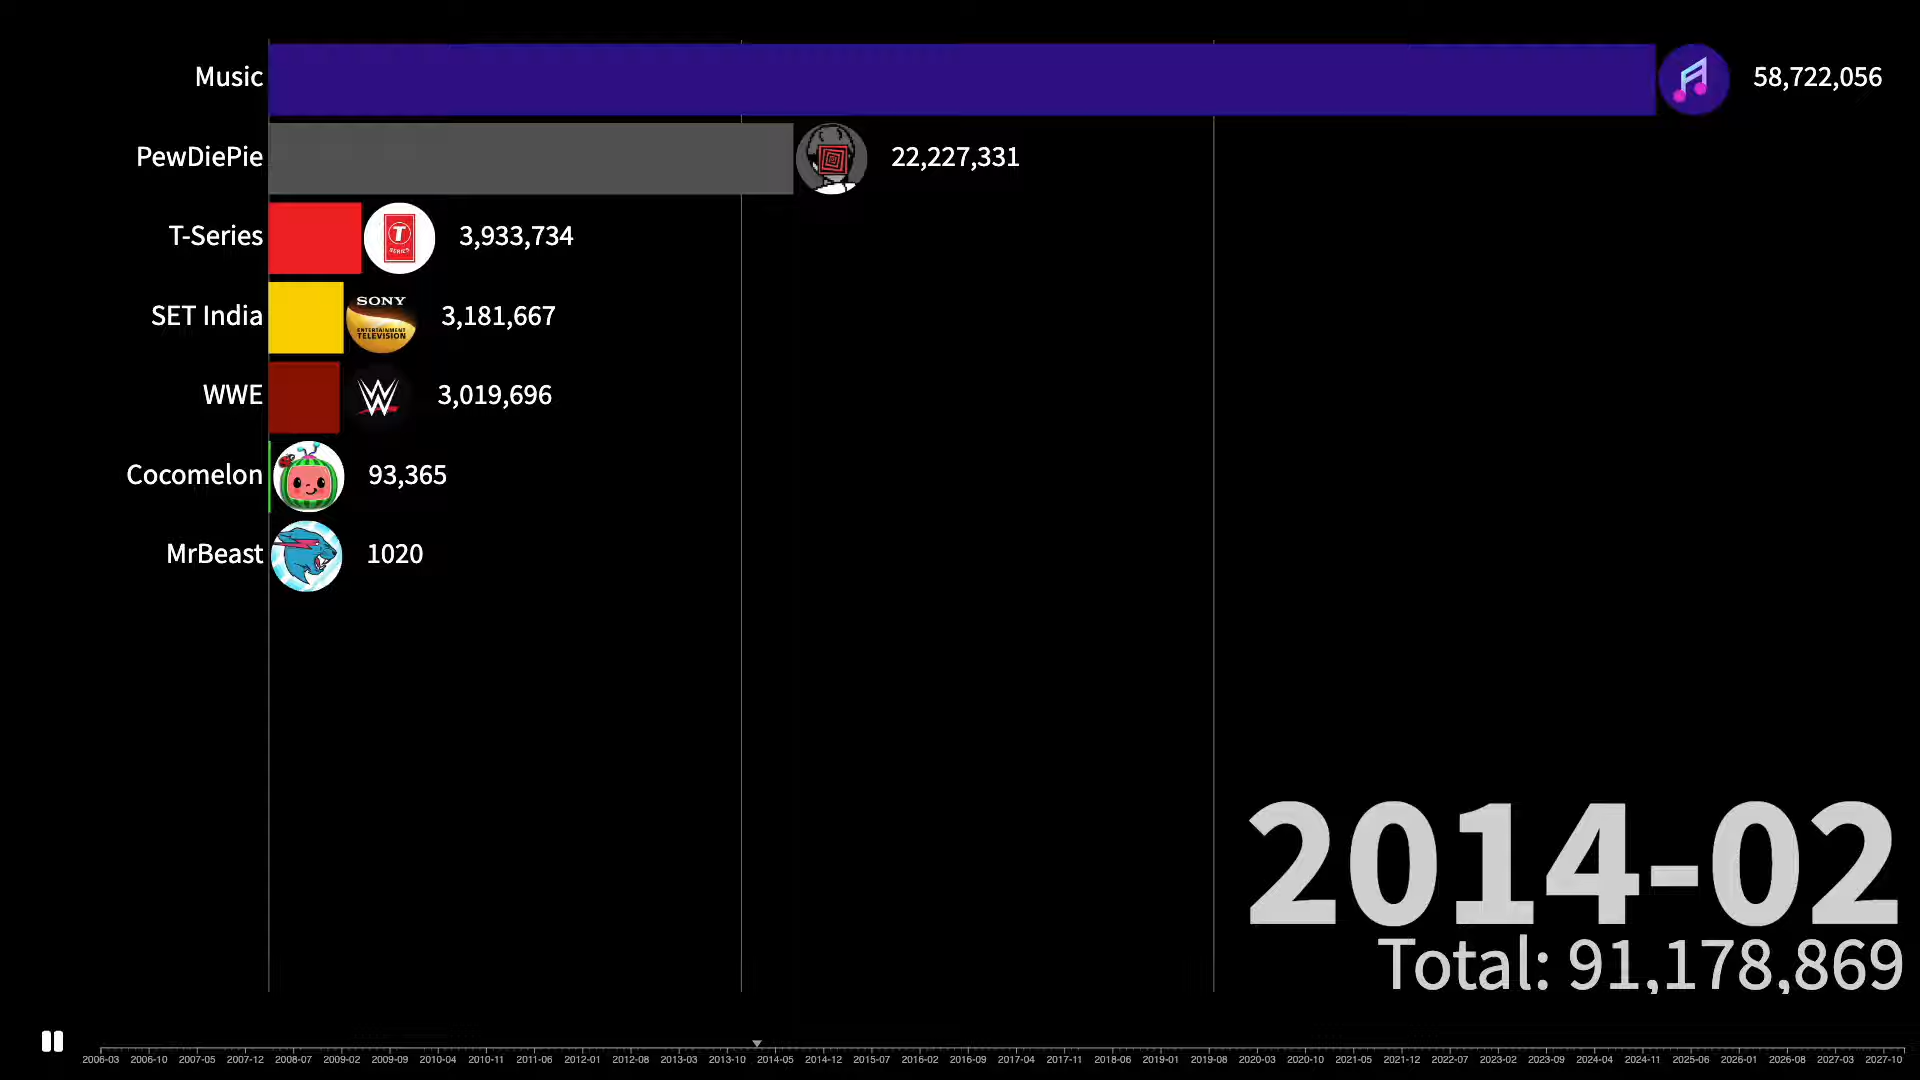 Music 58,722,056
PewDiePie 22,227,331
T-Series T SERIES 3,933,734
SET India SONY ENTERTAINMENT TELEVISION 3,181,667
WWE W 3,019,696
Cocomelon 93,365
MrBeast 1020
2014-02
Total: 91,178,869
2006-03 2006-10 2007-05 2007-12 2008-07 2009-02 2009-09 2010-04 2010-11 2011-06 2012-01 2012-08 2013-03 2013-10 2014-05 2014-12 2015-07 2016-02 2016-09 2017-04 2017-11 2018-06 2019-01 2019-08 2020-03 2020-10 2021-05 2021-12 2022-07 2023-02 2023-09 2024-04 2024-11 2025-06 2026-01 2026-08 2027-03 2027-10